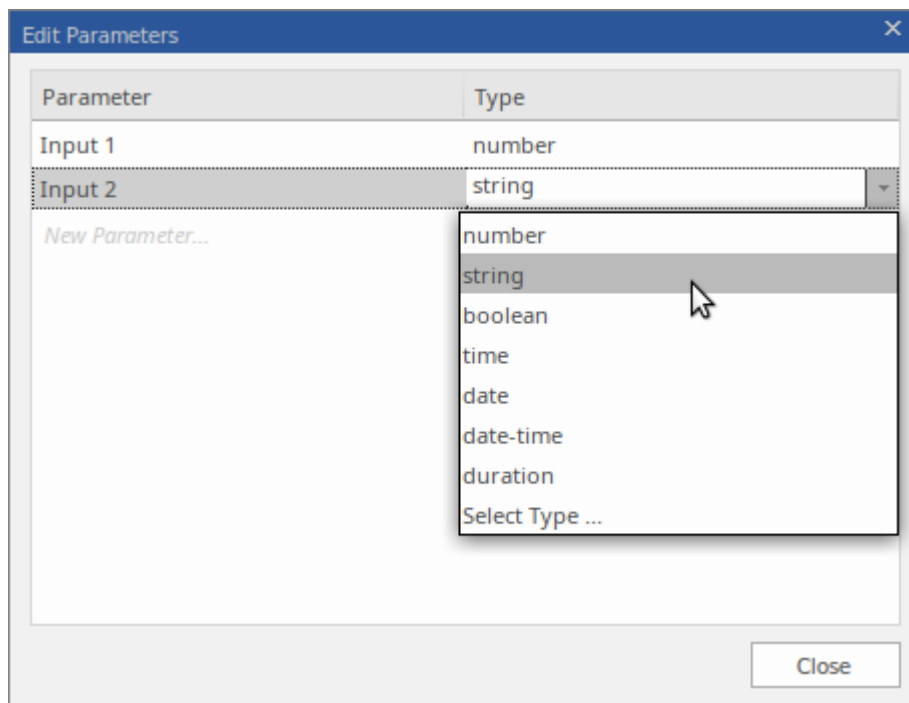 Edit Parameters
Parameter Type
Input 1 number
Input 2 string
New Parameter...
number
string
boolean
time
date
date-time
duration
Select Type ...
Close